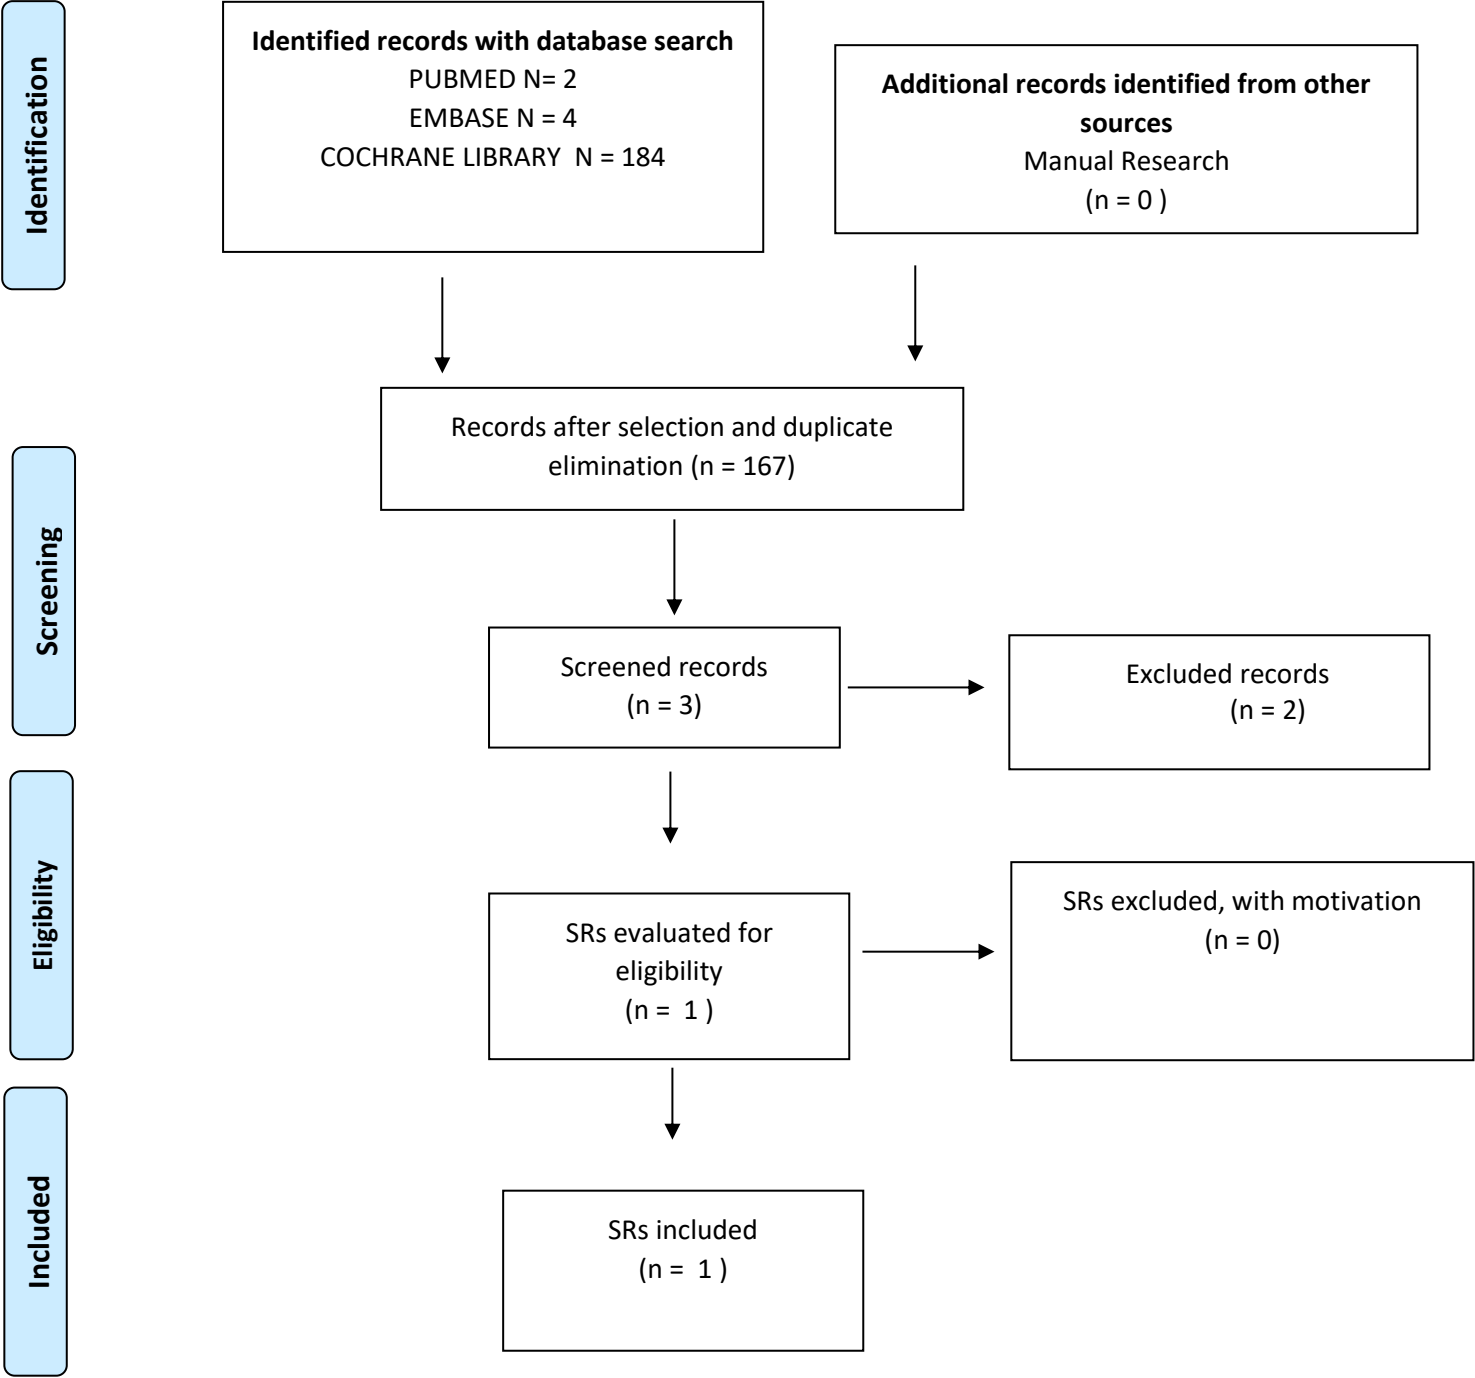 Identification
Identified records with database search
PUBMED N= 2
EMBASE N = 4
COCHRANE LIBRARY N = 184
Additional records identified from other
sources
Manual Research
(n = 0 )
Records after selection and duplicate
elimination (n = 167)
Screening
Screened records
(n = 3)
Excluded records
(n = 2)
Eligibility
SRs evaluated for
eligibility
(n = 1 )
SRs excluded, with motivation
(n = 0)
Included
SRs included
(n = 1 )